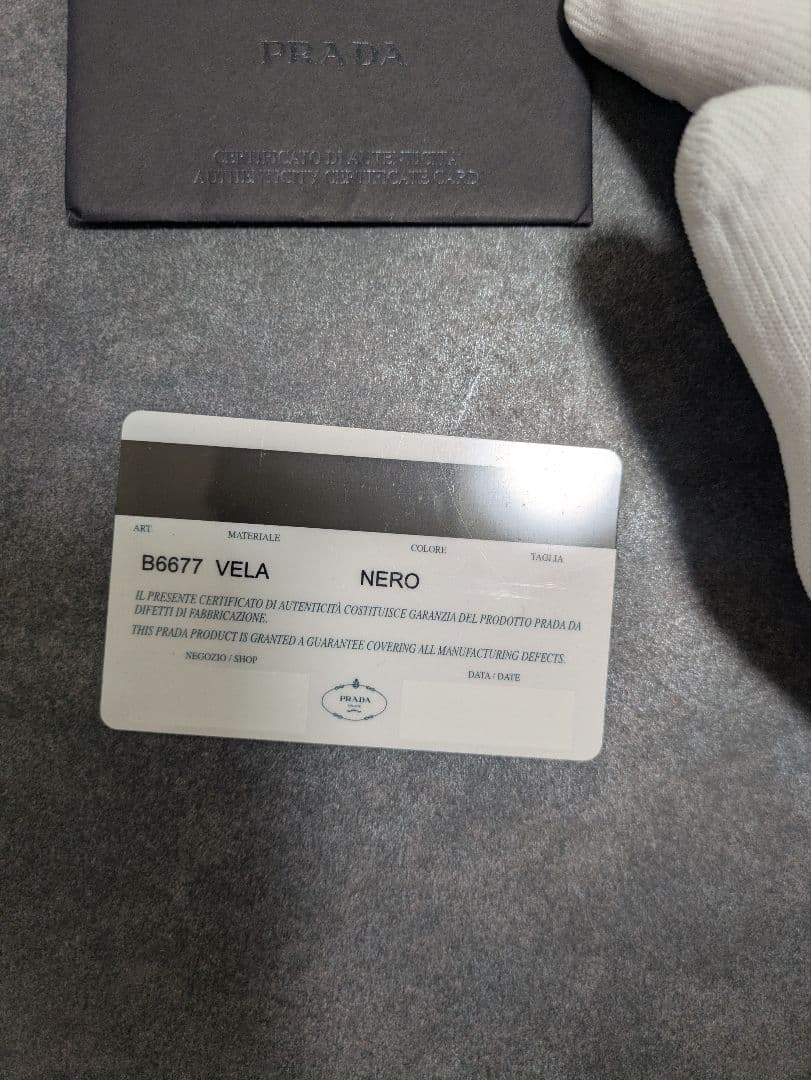 PRADA
CERTIFICATO DI AUTENTICITA'
AUTHENTICITY CERTIFICATE CARD
ART. MATERIALE COLORE TAGLIA
B6677 VELA NERO
IL PRESENTE CERTIFICATO DI AUTENTICITÀ COSTITUISCE GARANZIA DEL PRODOTTO PRADA DA
DIFETTI DI FABBRICAZIONE.
THIS PRADA PRODUCT IS GRANTED A GUARANTEE COVERING ALL MANUFACTURING DEFECTS.
NEGOZIO / SHOP DATA / DATE
PRADA